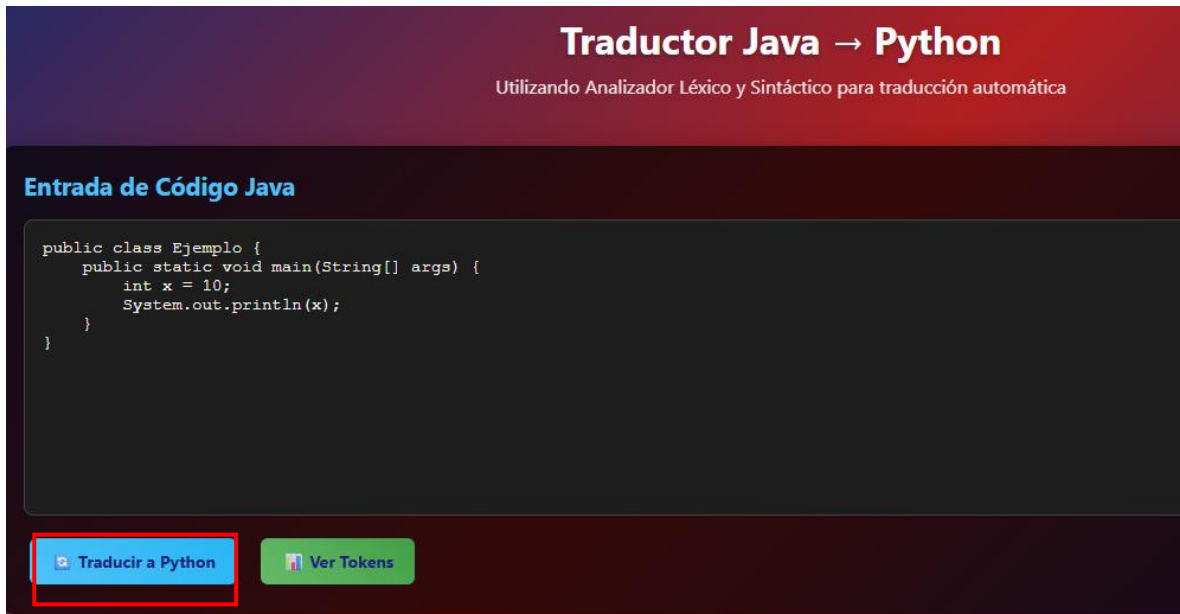 Traductor Java → Python
Utilizando Analizador Léxico y Sintáctico para traducción automática
Entrada de Código Java
public class Ejemplo {
    public static void main(String[] args) {
        int x = 10;
        System.out.println(x);
    }
}
Traducir a Python
Ver Tokens